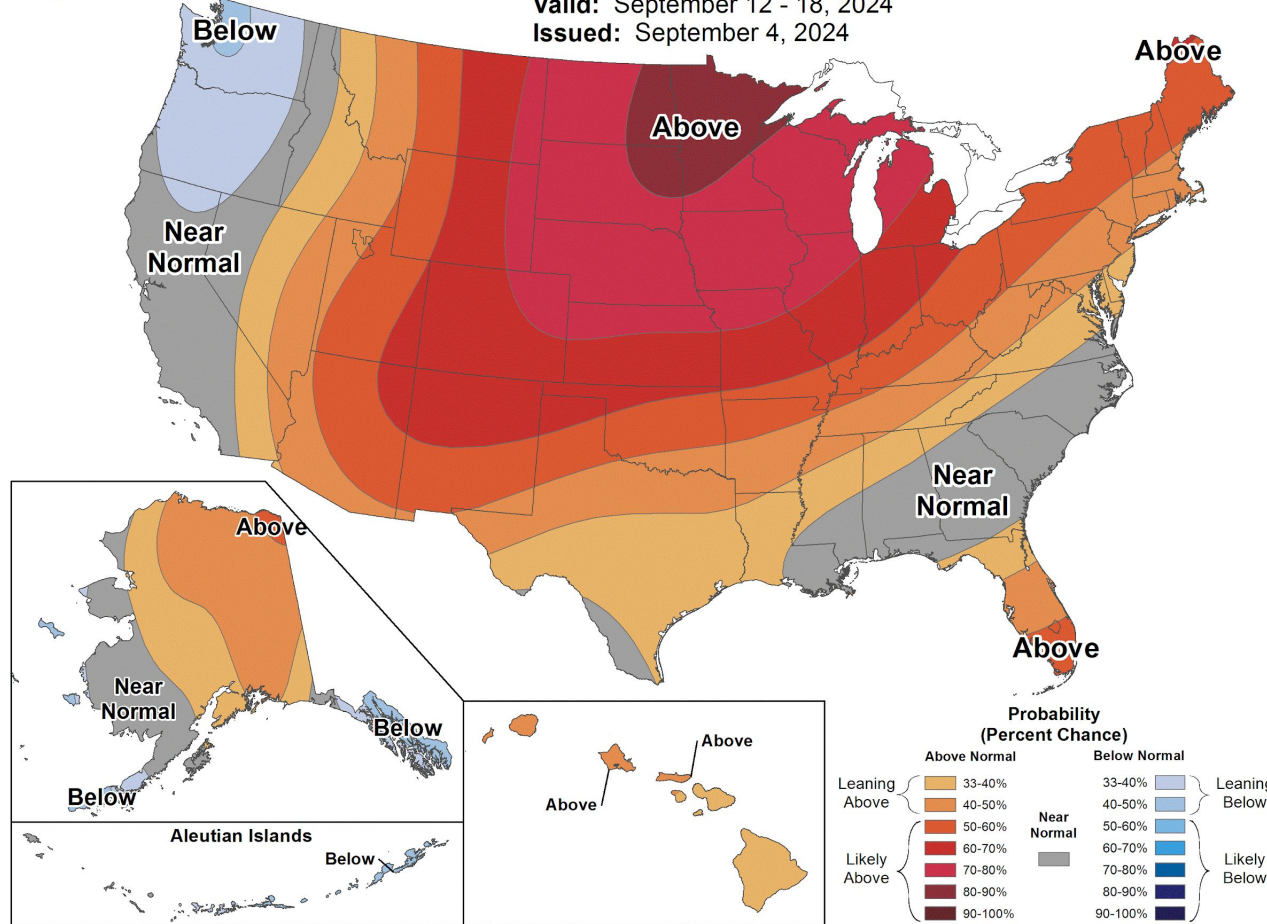 Valid: September 12 - 18, 2024
Issued: September 4, 2024
Below
Above
Above
Near
Normal
Near
Normal
Above
Above
Near
Normal
Below
Below
Aleutian Islands
Below
Above
Above
Probability
(Percent Chance)
Above Normal
Below Normal
Leaning
Above
33-40%
40-50%
Likely
Above
50-60%
60-70%
70-80%
80-90%
90-100%
Near
Normal
33-40%
40-50%
Leaning
Below
50-60%
60-70%
70-80%
80-90%
90-100%
Likely
Below